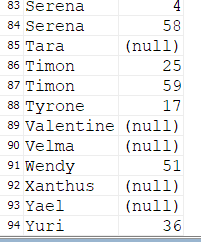 83 Serena 4
84 Serena 58
85 Tara (null)
86 Timon 25
87 Timon 59
88 Tyrone 17
89 Valentine (null)
90 Velma (null)
91 Wendy 51
92 Xanthus (null)
93 Yael (null)
94 Yuri 36